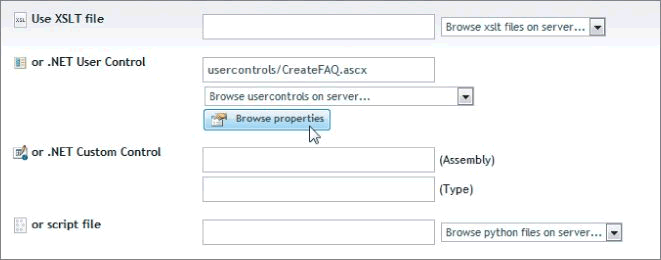 Use XSLT file
Browse xslt files on server...
or .NET User Control
usercontrols/CreateFAQ.ascx
Browse usercontrols on server...
Browse properties
or .NET Custom Control
(Assembly)
(Type)
or script file
Browse python files on server...